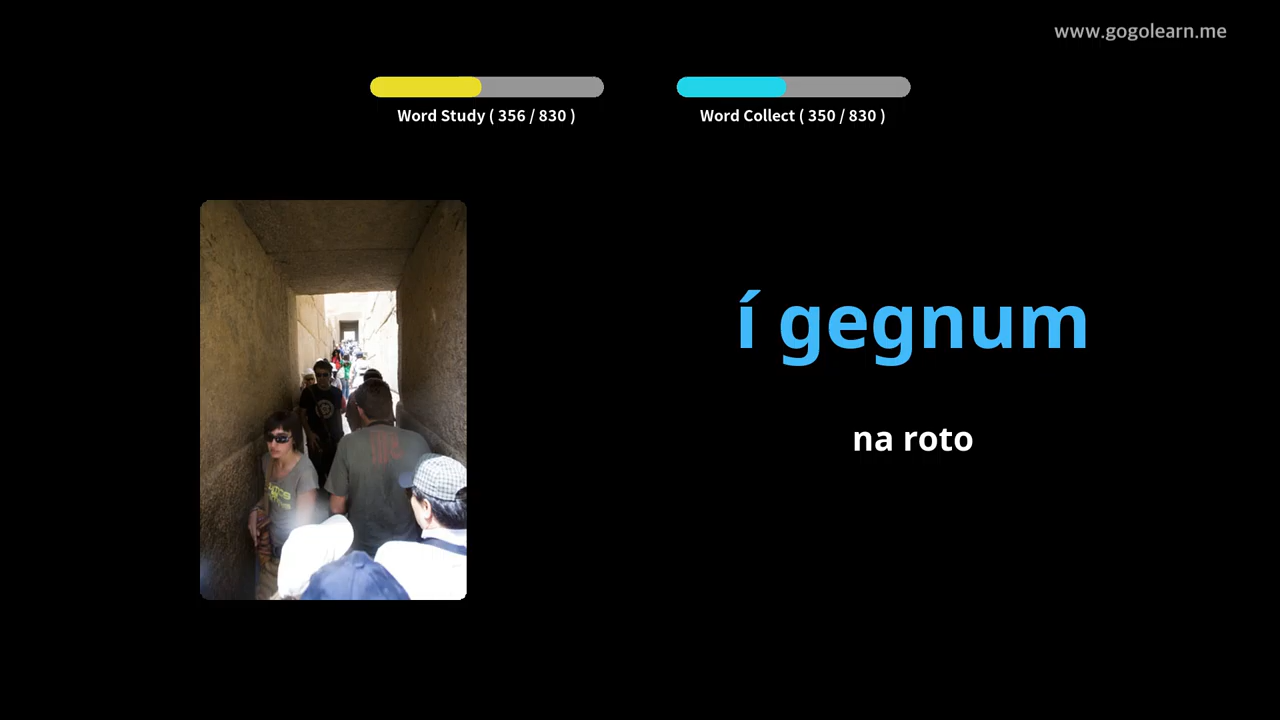 www.gogolearn.me
Word Study ( 356 / 830 )
Word Collect ( 350 / 830 )
í gegnum
na roto